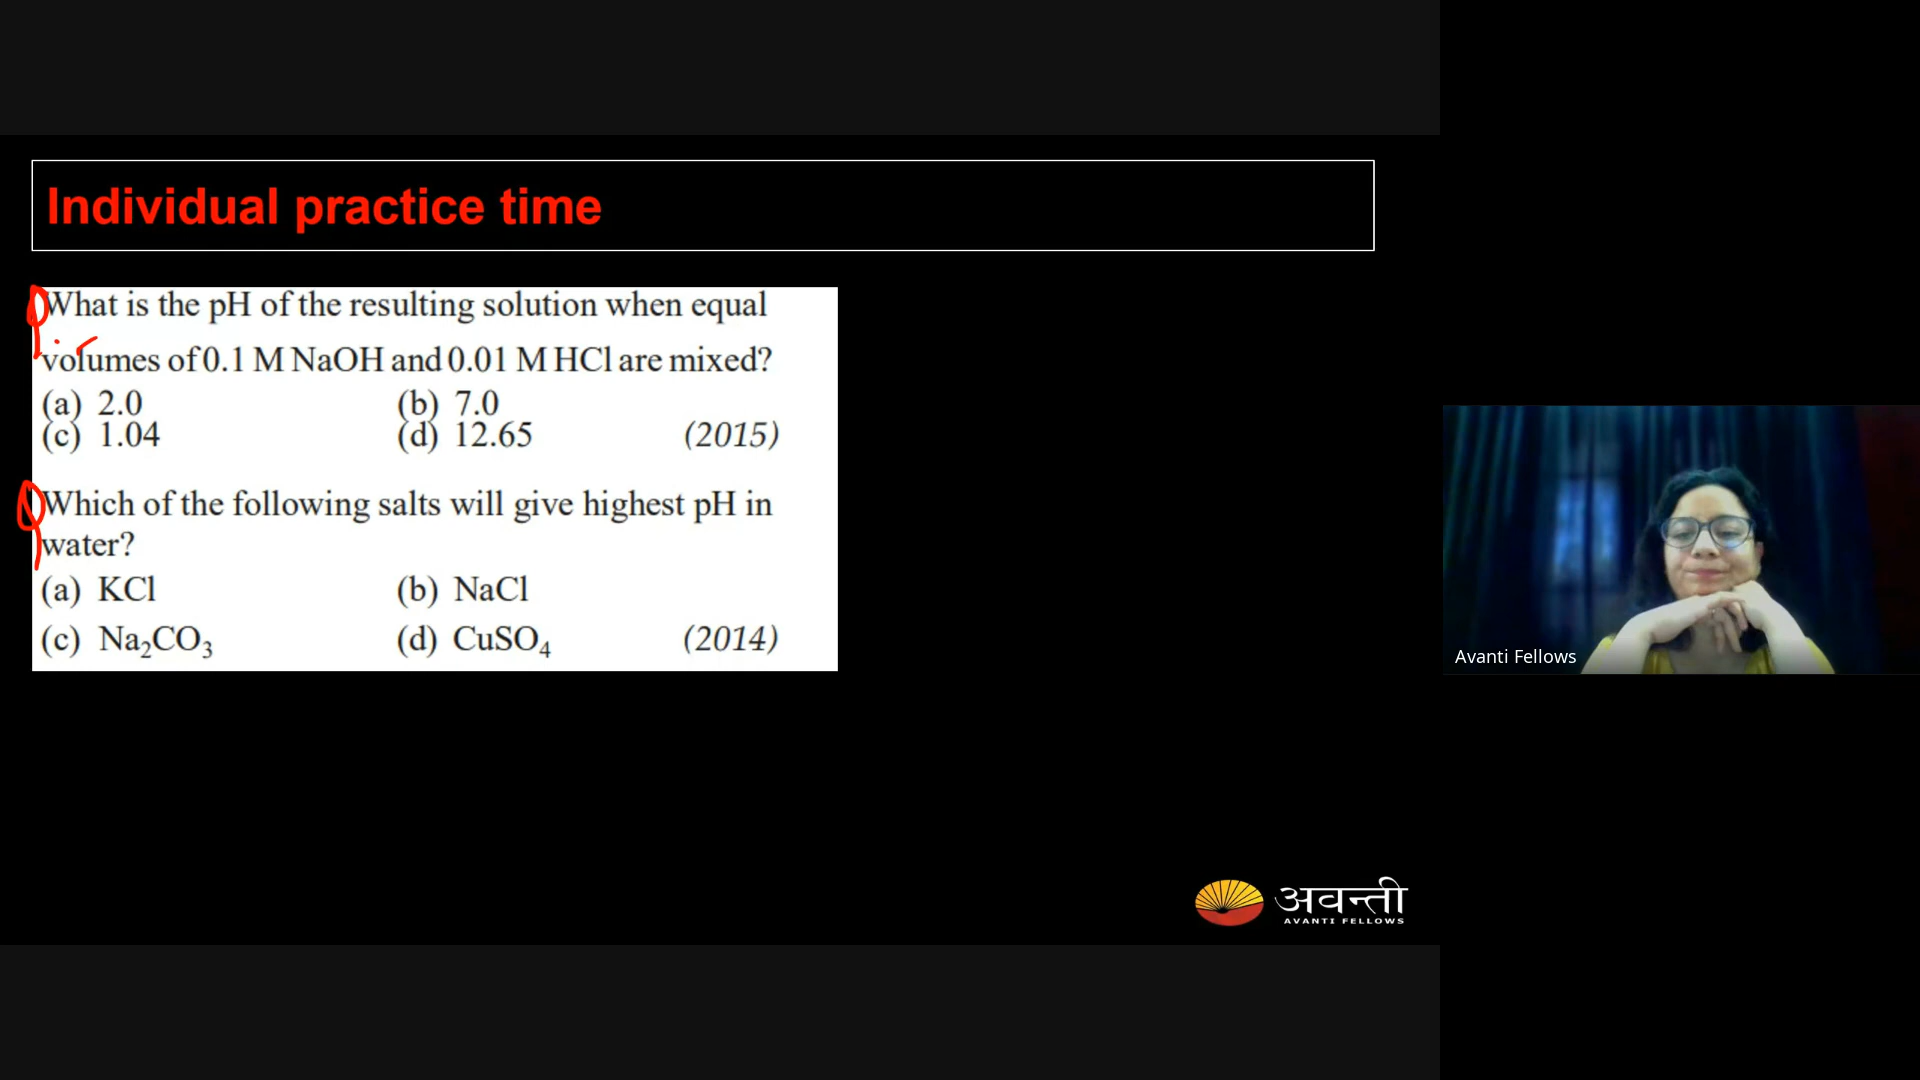 Individual practice time
What is the pH of the resulting solution when equal
volumes of 0.1 M NaOH and 0.01 M HCl are mixed?
(a) 2.0 (b) 7.0
(c) 1.04 (d) 12.65 (2015)
Which of the following salts will give highest pH in
water?
(a) KCl (b) NaCl
(c) Na₂CO₃ (d) CuSO₄ (2014)
Avanti Fellows
अवन्ती
AVANTI FELLOWS